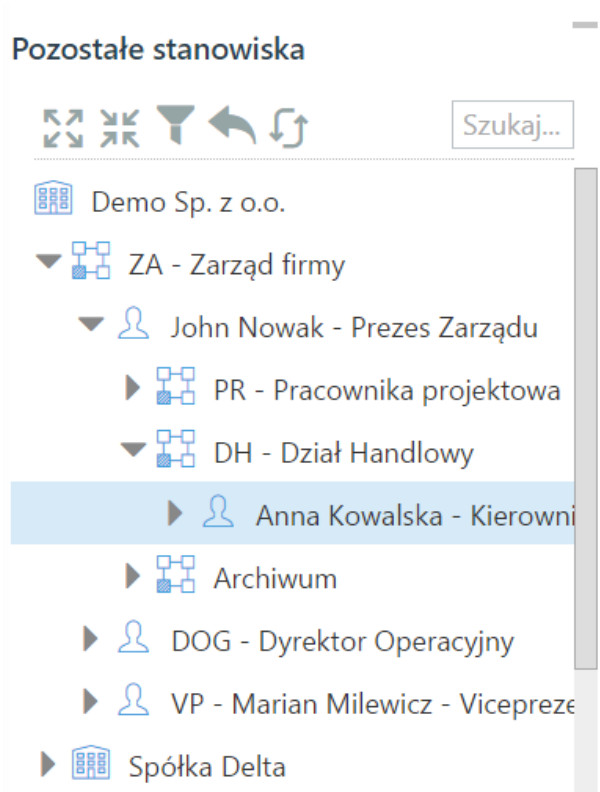 Pozostałe stanowiska
Szukaj...
Demo Sp. z o.o.
ZA - Zarząd firmy
John Nowak - Prezes Zarządu
PR - Pracownika projektowa
DH - Dział Handlowy
Anna Kowalska - Kierowni
Archiwum
DOG - Dyrektor Operacyjny
VP - Marian Milewicz - Vicepreze
Spółka Delta